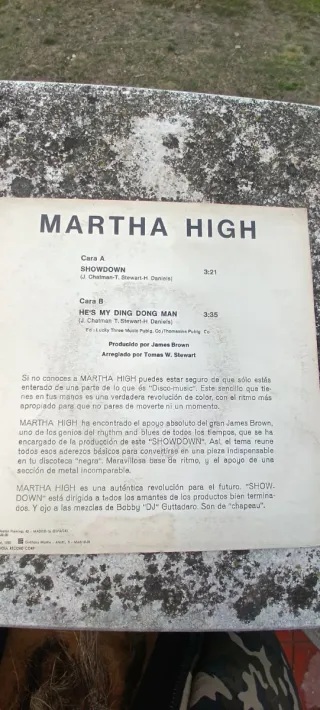 MARTHA HIGH
Cara A
SHOWDOWN 3:21
(J. Chatman-T. Stewart-H. Daniels)
Cara B
HE'S MY DING DONG MAN 3:35
(J. Chatman-T. Stewart-H. Daniels)
Producido por James Brown
Arreglado por Tomas W. Stewart
Si no conoces a MARTHA HIGH puedes estar seguro de que sólo estás
enterado de una parte de lo que és "Disco-music". Este sencillo que tie-
nes en tus manos es una verdadera revolución de color, con el ritmo más
apropiado para que no pares de moverte ni un momento.
MARTHA HIGH ha encontrado el apoyo absoluto del gran James Brown,
uno de los genios del rhythm and blues de todos los tiempos, que se ha
encargado de la producción de este "SHOWDOWN". Así, el tema reune
todos esos aderezos básicos para convertirse en una pieza indispensable
en tu discoteca "negra". Maravillosa base de ritmo, y el apoyo de una
sección de metal incomparable.
MARTHA HIGH es una auténtica revolución para el futuro. "SHOW-
DOWN" está dirigida a todos los amantes de los productos bien termina-
dos. Y ojo a las mezclas de Bobby "DJ" Guttadaro. Son de "chapeau".